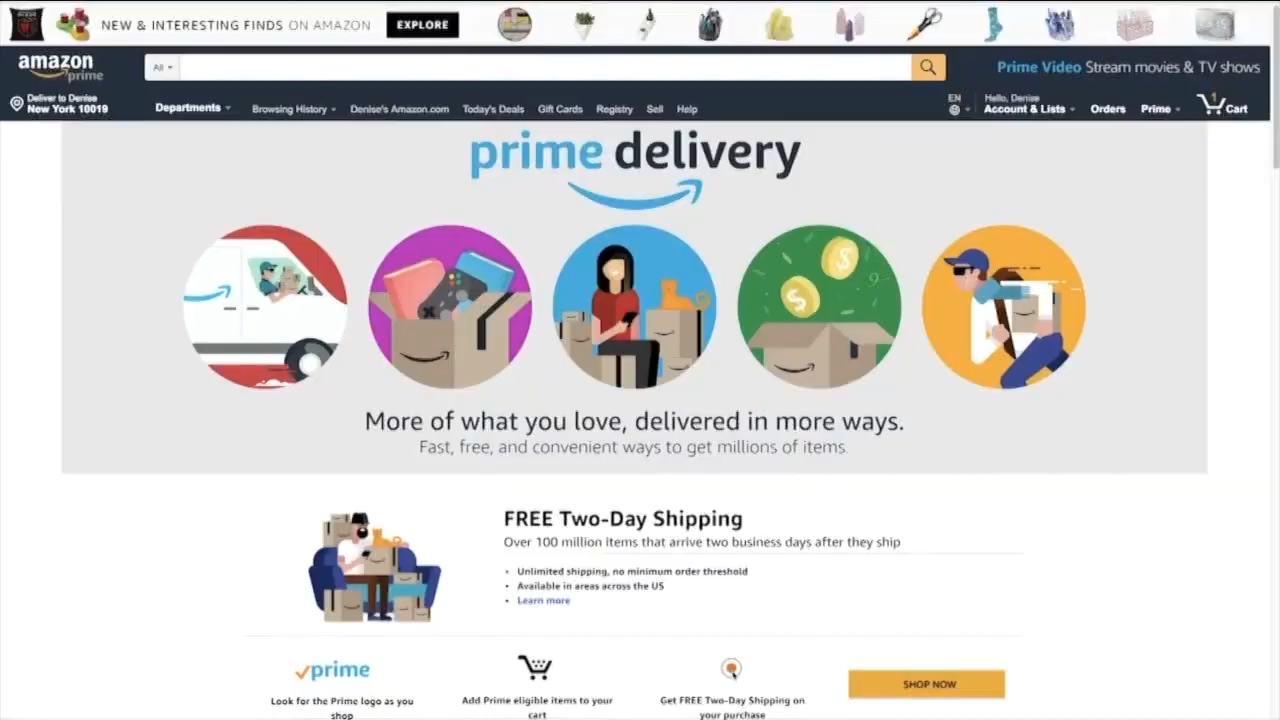 NEW & INTERESTING FINDS ON AMAZON EXPLORE
amazon prime
All
Prime Video Stream movies & TV shows
Deliver to Denise
New York 10019
Departments Browsing History Denise's Amazon.com Today's Deals Gift Cards Registry Sell Help
EN
Hello, Denise
Account & Lists Orders Prime 1 Cart
prime delivery
More of what you love, delivered in more ways.
Fast, free, and convenient ways to get millions of items.
FREE Two-Day Shipping
Over 100 million items that arrive two business days after they ship
• Unlimited shipping, no minimum order threshold
• Available in areas across the US
• Learn more
prime
Look for the Prime logo as you
shop
Add Prime eligible items to your
cart
Get FREE Two-Day Shipping on
your purchase
SHOP NOW